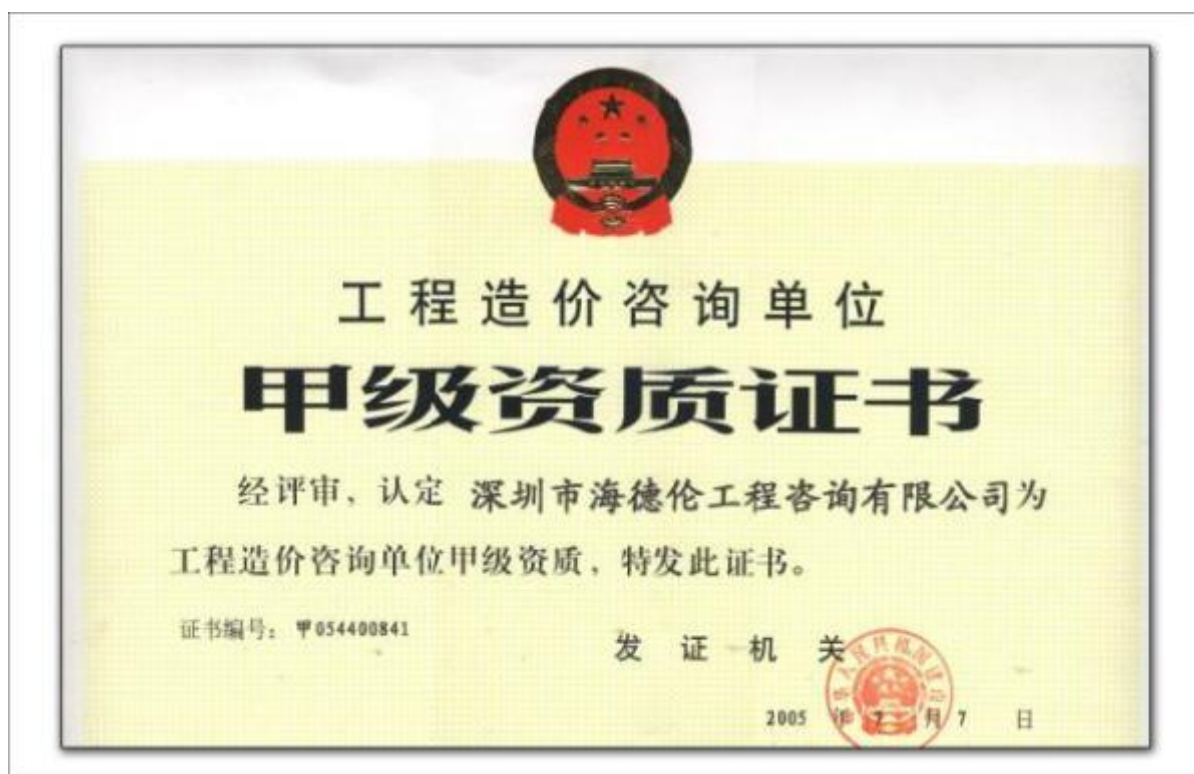 工程造价咨询单位
甲级资质证书
经评审、认定 深圳市海德伦工程咨询有限公司为
工程造价咨询单位甲级资质，特发此证书。
证书编号：甲054400841
发证机关
2005 年 7 月 7 日